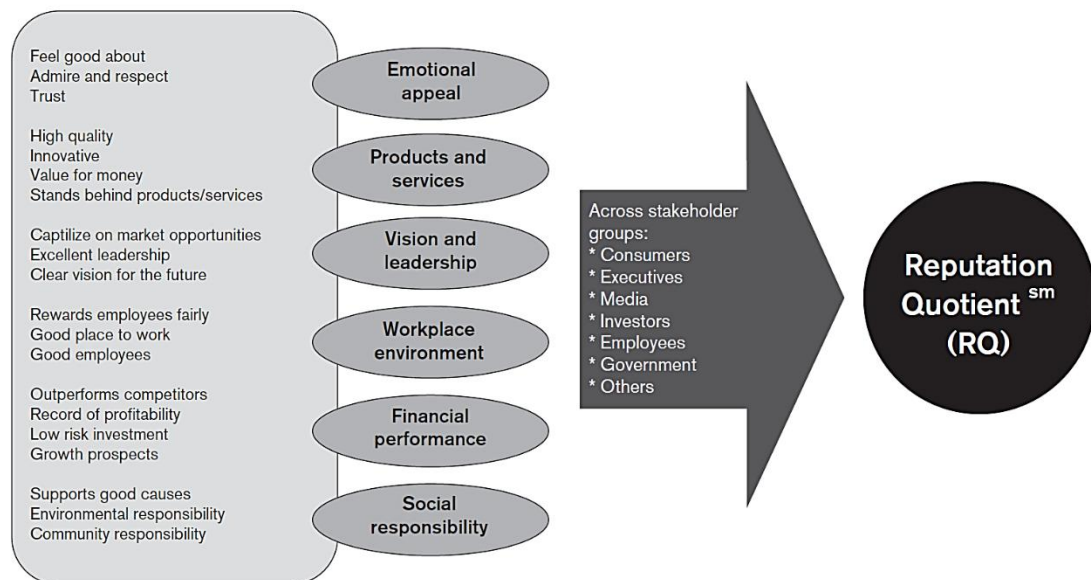 Feel good about
Admire and respect
Trust
Emotional
appeal
High quality
Innovative
Value for money
Stands behind products/services
Products and
services
Captilize on market opportunities
Excellent leadership
Clear vision for the future
Vision and
leadership
Rewards employees fairly
Good place to work
Good employees
Workplace
environment
Outperforms competitors
Record of profitability
Low risk investment
Growth prospects
Financial
performance
Supports good causes
Environmental responsibility
Community responsibility
Social
responsibility
Across stakeholder
groups:
* Consumers
* Executives
* Media
* Investors
* Employees
* Government
* Others
Reputation
Quotient sm
(RQ)